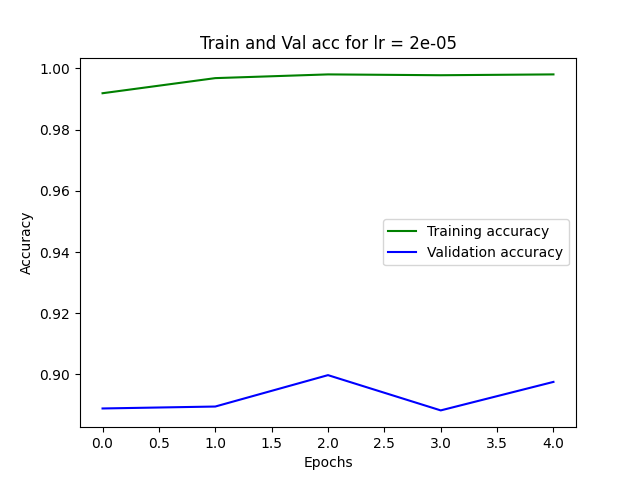 Train and Val acc for lr = 2e-05
1.00
0.98
0.96
0.94
0.92
0.90
Accuracy
Training accuracy
Validation accuracy
0.0 0.5 1.0 1.5 2.0 2.5 3.0 3.5 4.0
Epochs